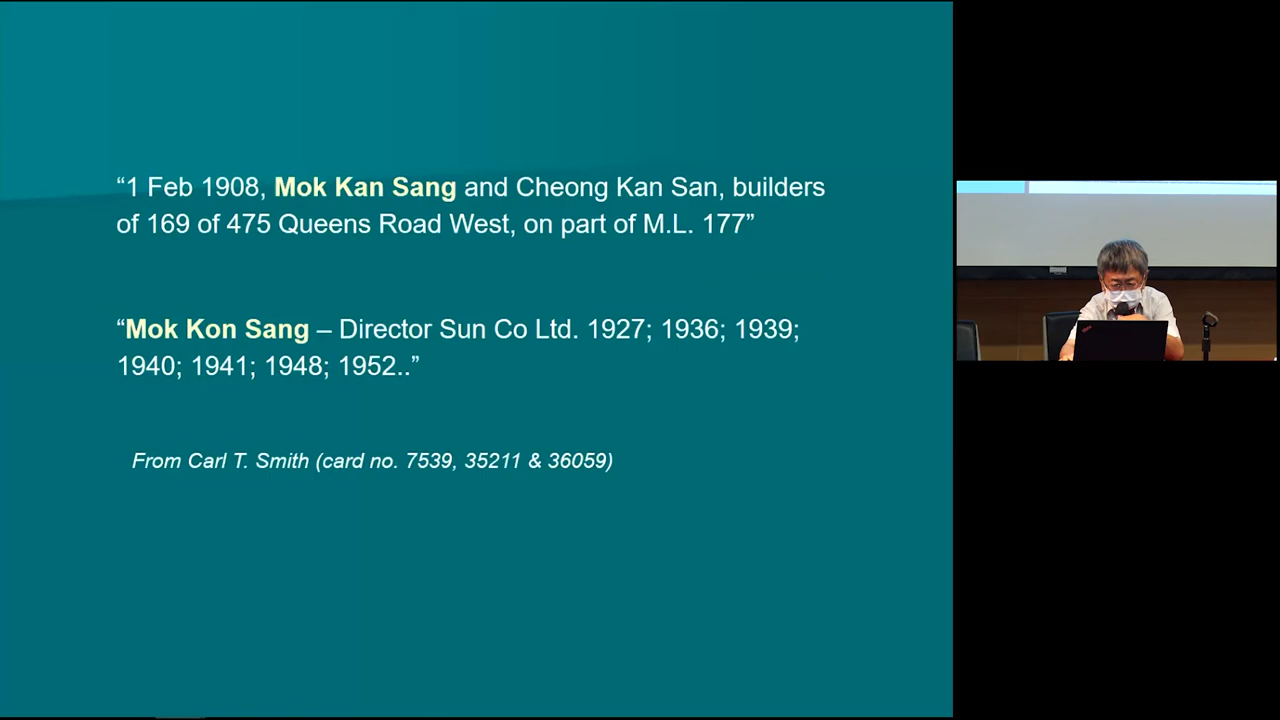 “1 Feb 1908, Mok Kan Sang and Cheong Kan San, builders
of 169 of 475 Queens Road West, on part of M.L. 177”
“Mok Kon Sang – Director Sun Co Ltd. 1927; 1936; 1939;
1940; 1941; 1948; 1952..”
From Carl T. Smith (card no. 7539, 35211 & 36059)